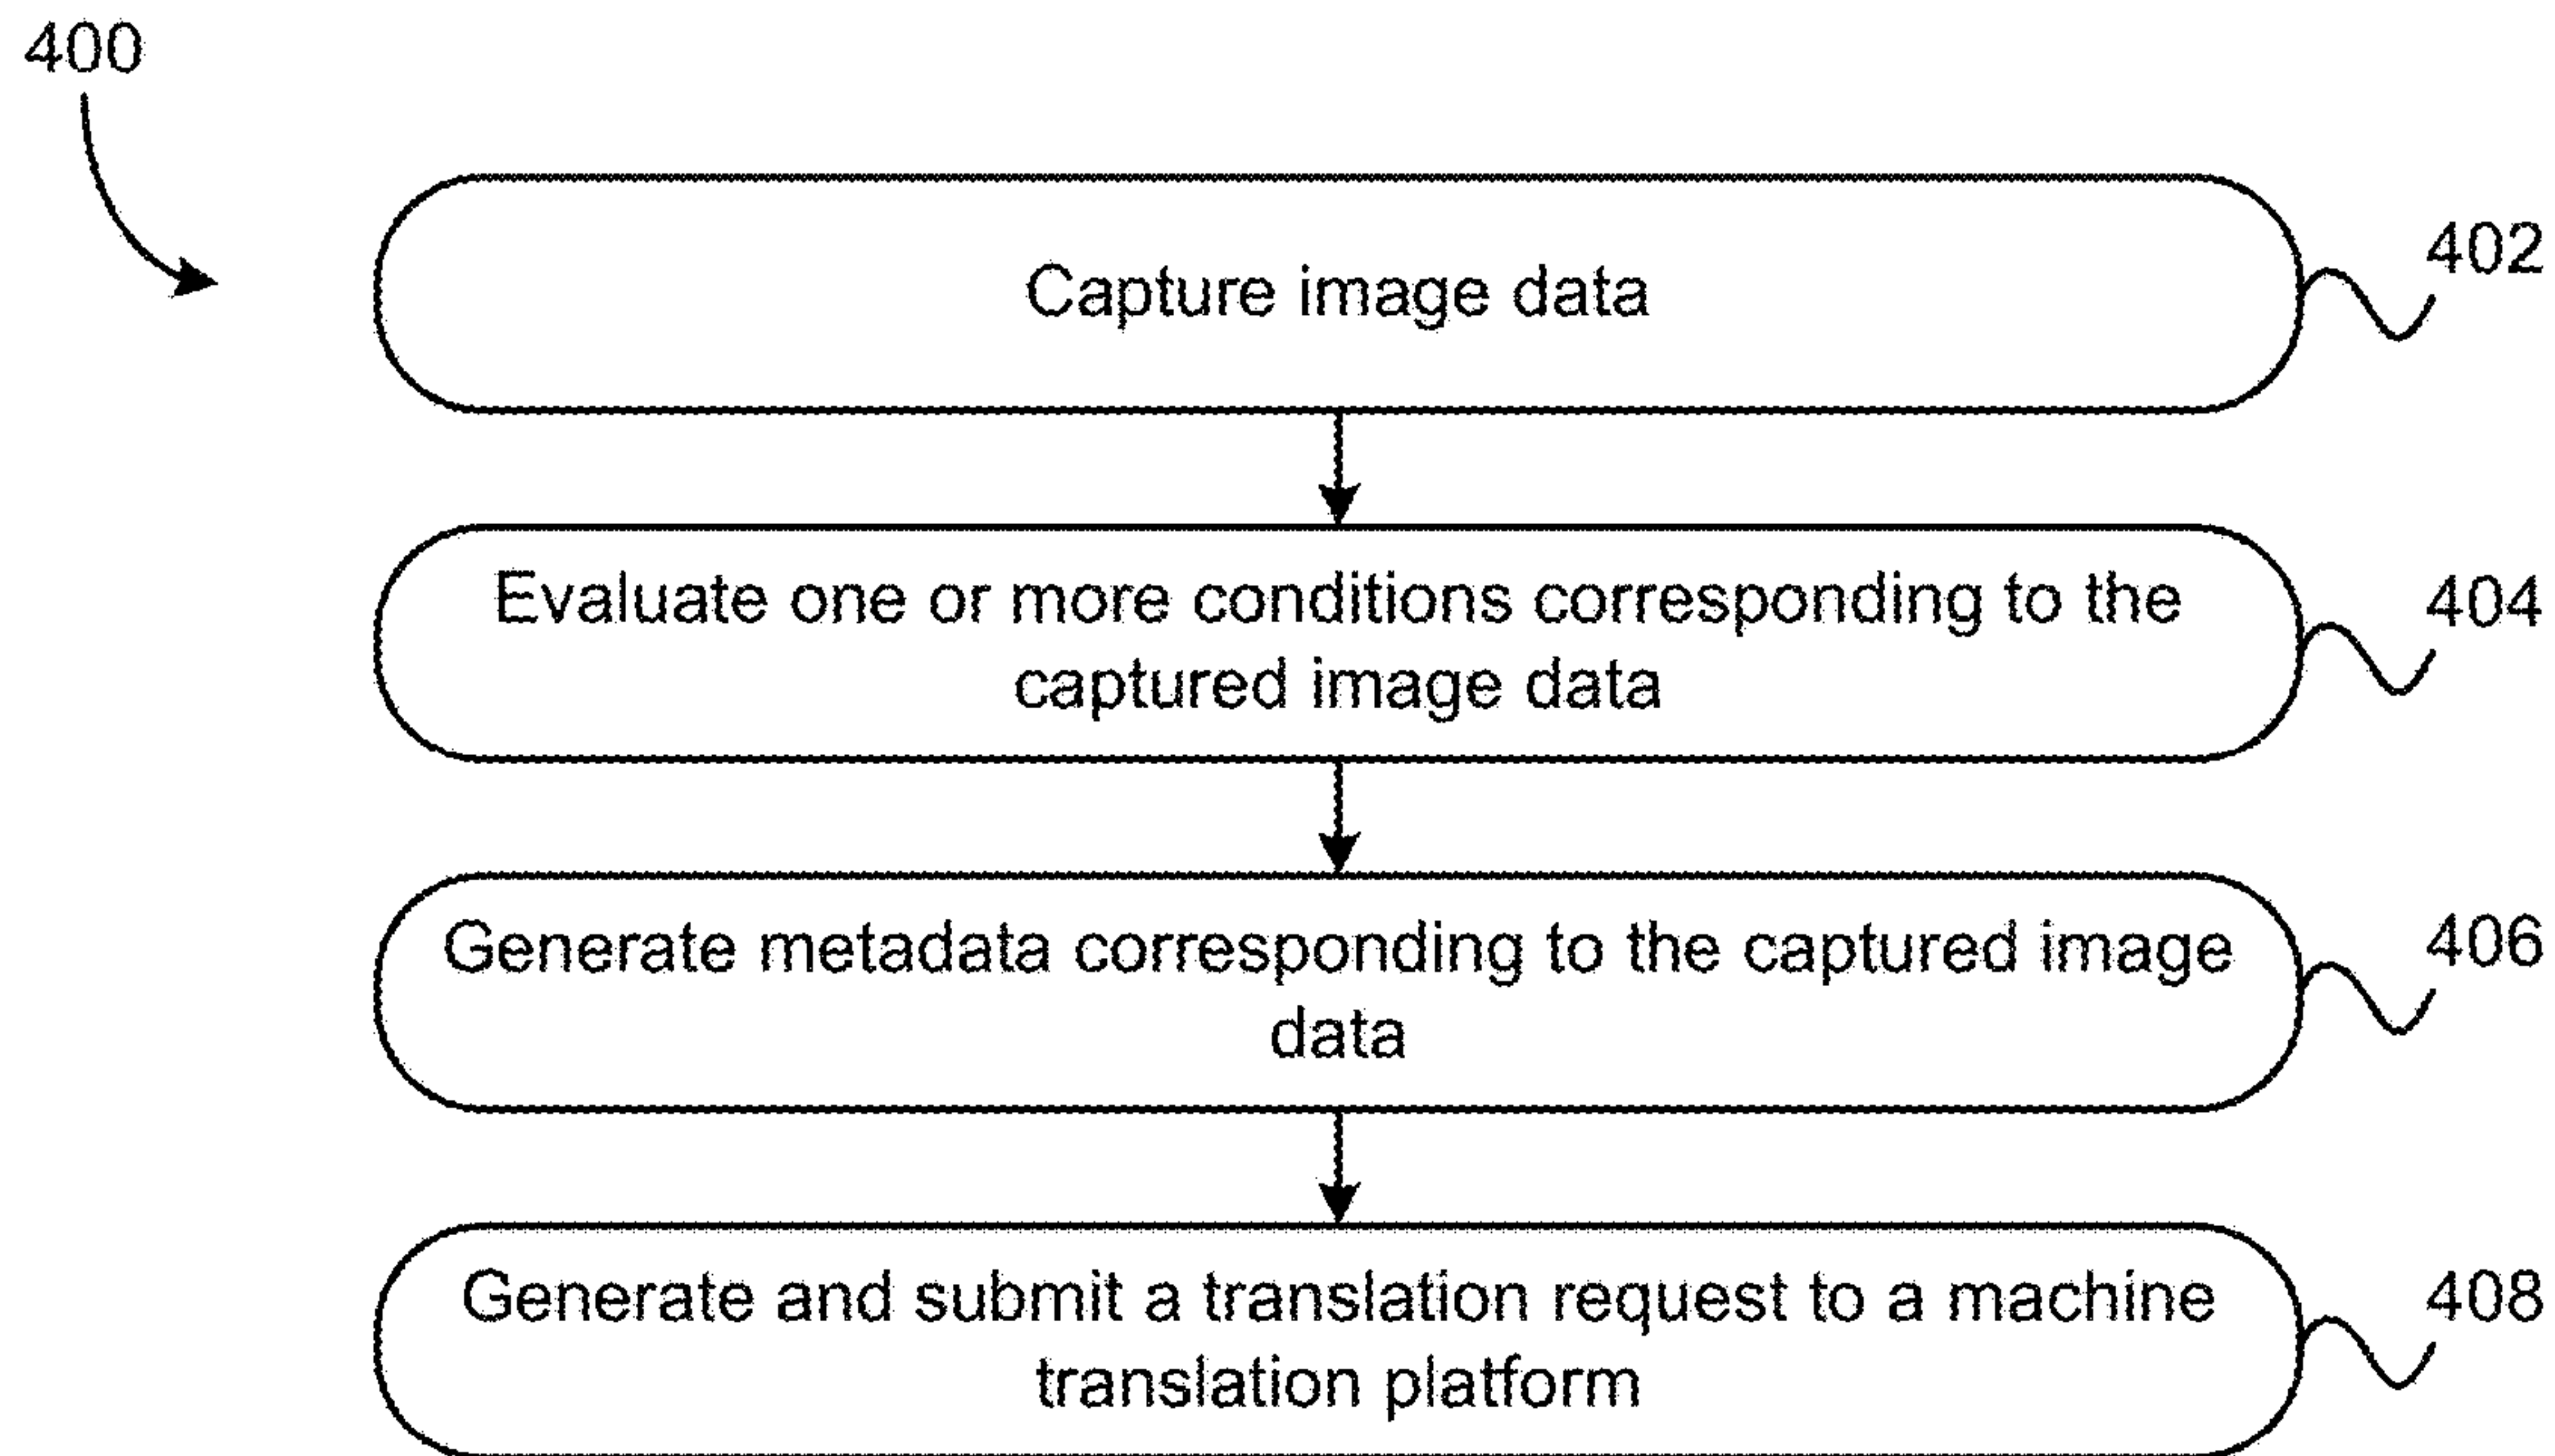 400
Capture image data
402
Evaluate one or more conditions corresponding to the
captured image data
404
Generate metadata corresponding to the captured image
data
406
Generate and submit a translation request to a machine
translation platform
408